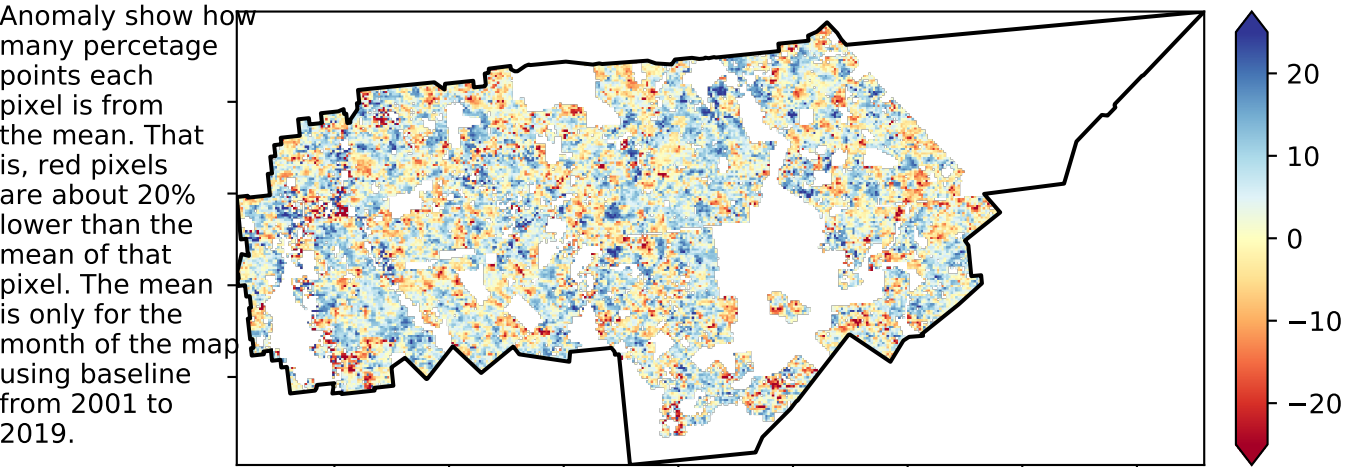 Anomaly show how
many percetage
points each
pixel is from
the mean. That
is, red pixels
are about 20%
lower than the
mean of that
pixel. The mean
is only for the
month of the map
using baseline
from 2001 to
2019.
20
10
0
−10
−20